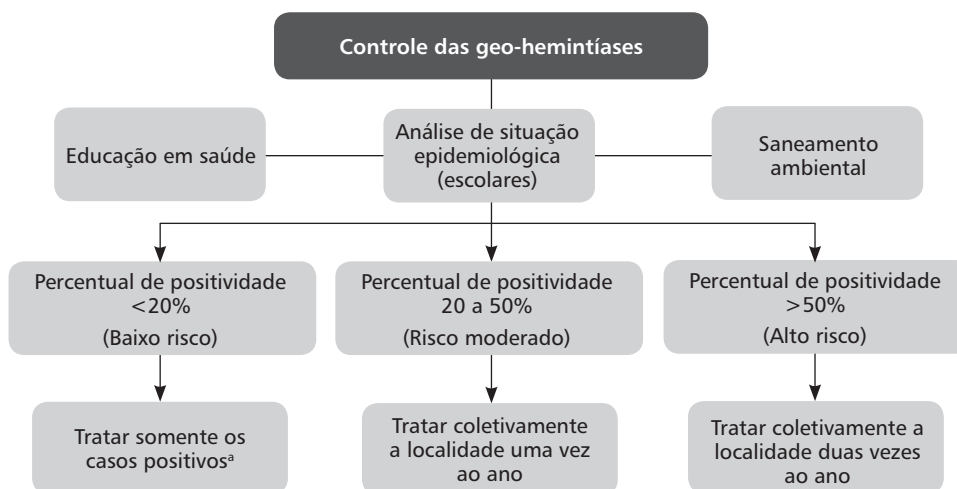 Controle das geo-hemintíases
Educação em saúde
Análise de situação
epidemiológica
(escolares)
Saneamento
ambiental
Percentual de positividade
<20%
(Baixo risco)
Percentual de positividade
20 a 50%
(Risco moderado)
Percentual de positividade
>50%
(Alto risco)
Tratar somente os
casos positivosª
Tratar coletivamente
a localidade uma vez
ao ano
Tratar coletivamente a
localidade duas vezes
ao ano